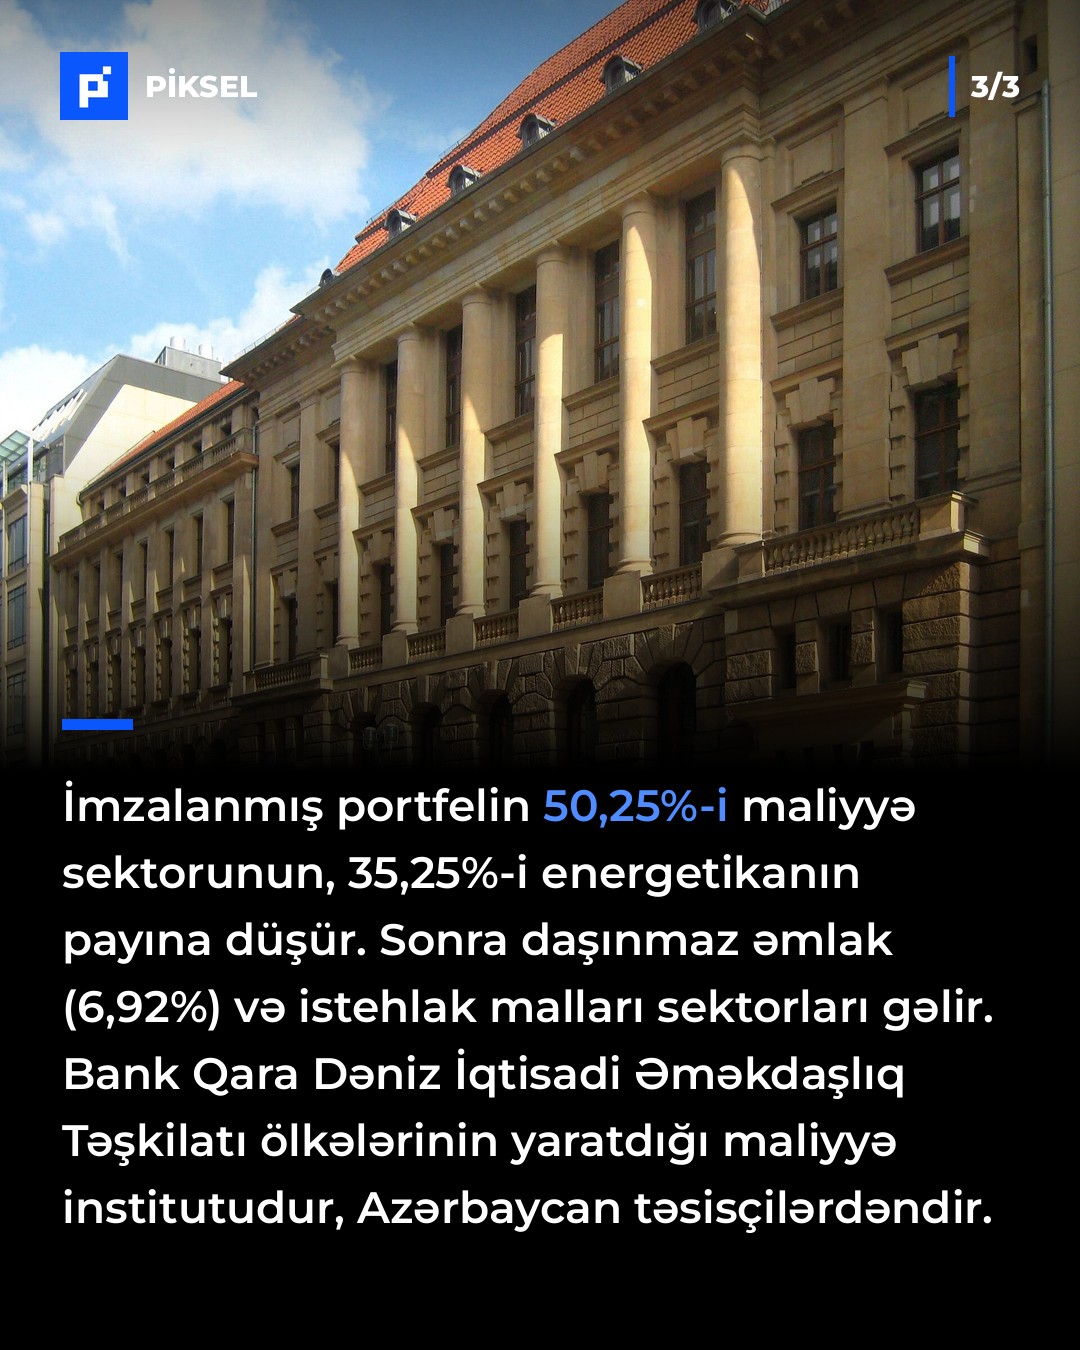 PİKSEL
3/3
İmzalanmış portfelin 50,25%-i maliyyə
sektorunun, 35,25%-i energetikanın
payına düşür. Sonra daşınmaz əmlak
(6,92%) və istehlak malları sektorları gəlir.
Bank Qara Dəniz İqtisadi Əməkdaşlıq
Təşkilatı ölkələrinin yaratdığı maliyyə
institutudur, Azərbaycan təsisçilərdəndir.